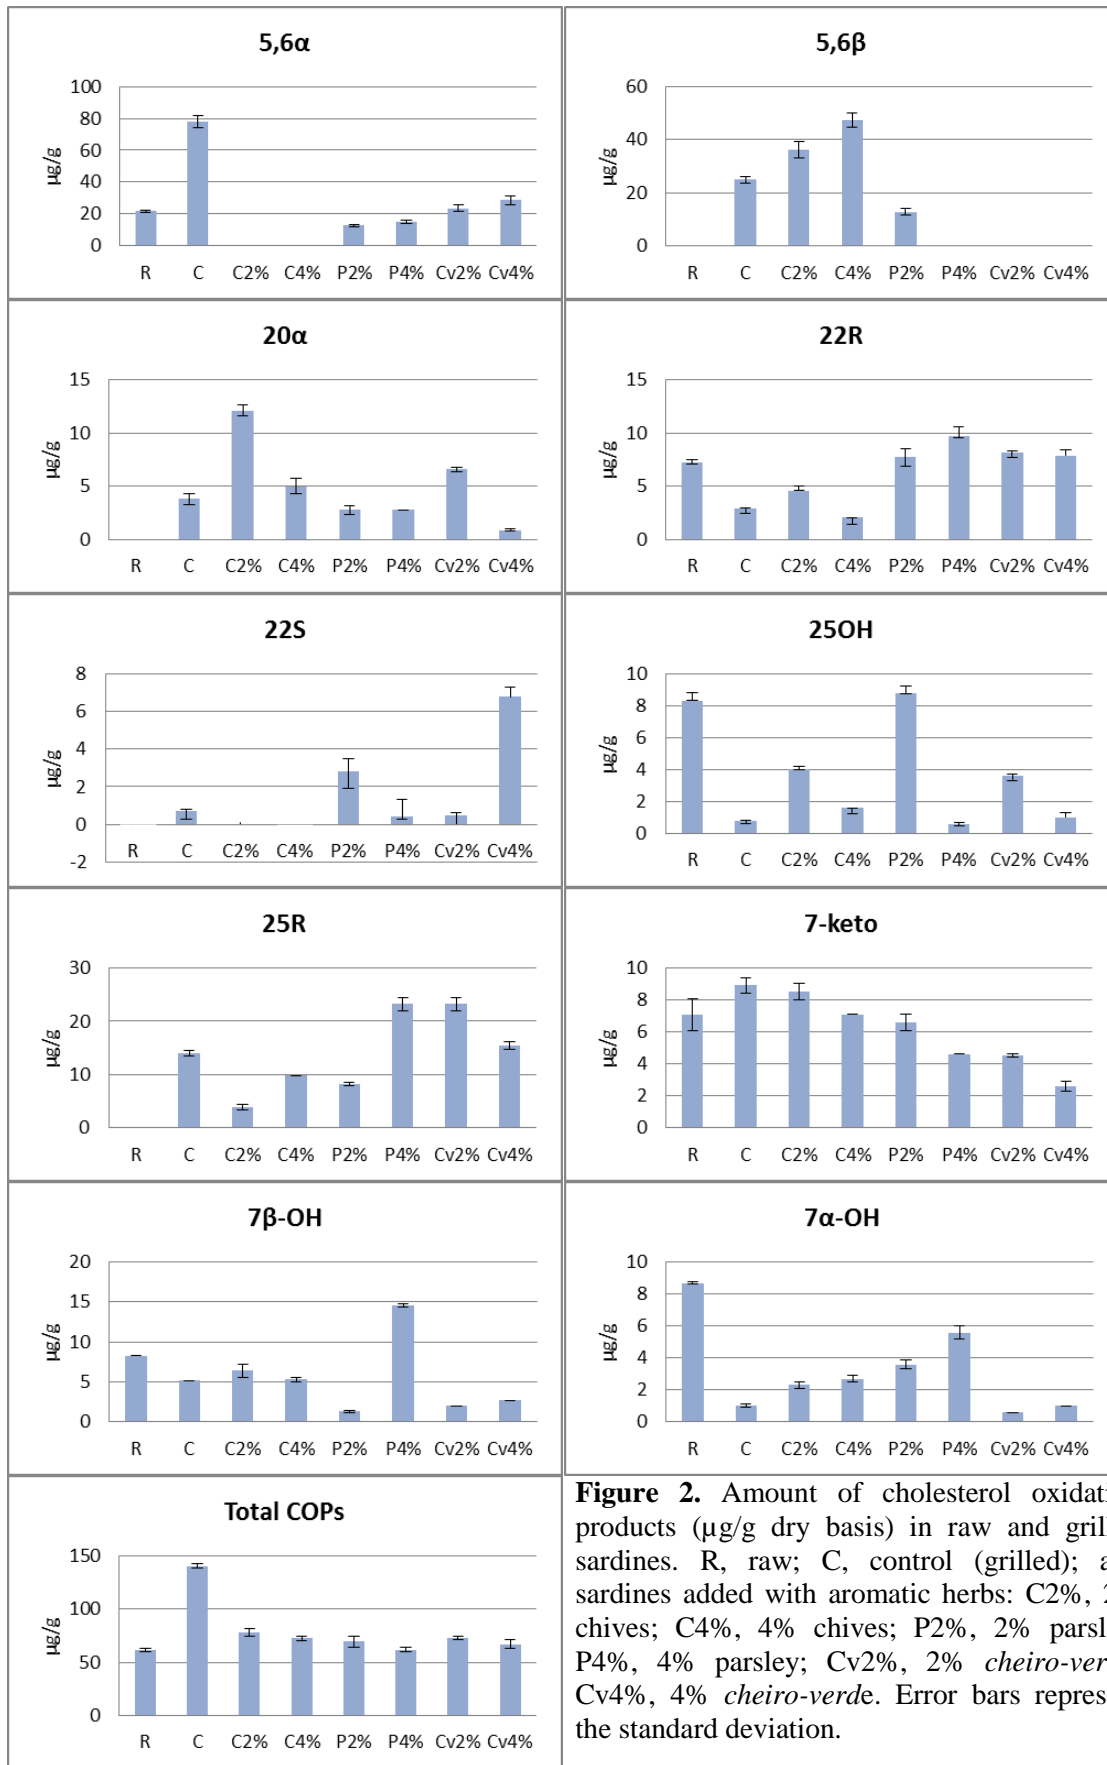 5,6α
µg/g
100
80
60
40
20
0
R C C2% C4% P2% P4% Cv2% Cv4%
5,6β
µg/g
60
40
20
0
R C C2% C4% P2% P4% Cv2% Cv4%
20α
µg/g
15
10
5
0
R C C2% C4% P2% P4% Cv2% Cv4%
22R
µg/g
15
10
5
0
R C C2% C4% P2% P4% Cv2% Cv4%
22S
µg/g
8
6
4
2
0
-2
R C C2% C4% P2% P4% Cv2% Cv4%
25OH
µg/g
10
8
6
4
2
0
R C C2% C4% P2% P4% Cv2% Cv4%
25R
µg/g
30
20
10
0
R C C2% C4% P2% P4% Cv2% Cv4%
7-keto
µg/g
10
8
6
4
2
0
R C C2% C4% P2% P4% Cv2% Cv4%
7β-OH
µg/g
20
15
10
5
0
R C C2% C4% P2% P4% Cv2% Cv4%
7α-OH
µg/g
10
8
6
4
2
0
R C C2% C4% P2% P4% Cv2% Cv4%
Total COPs
µg/g
150
100
50
0
R C C2% C4% P2% P4% Cv2% Cv4%
Figure 2. Amount of cholesterol oxidati
products (µg/g dry basis) in raw and grill
sardines. R, raw; C, control (grilled); a
sardines added with aromatic herbs: C2%, 2
chives; C4%, 4% chives; P2%, 2% parsl
P4%, 4% parsley; Cv2%, 2% cheiro-ver
Cv4%, 4% cheiro-verde. Error bars repres
the standard deviation.